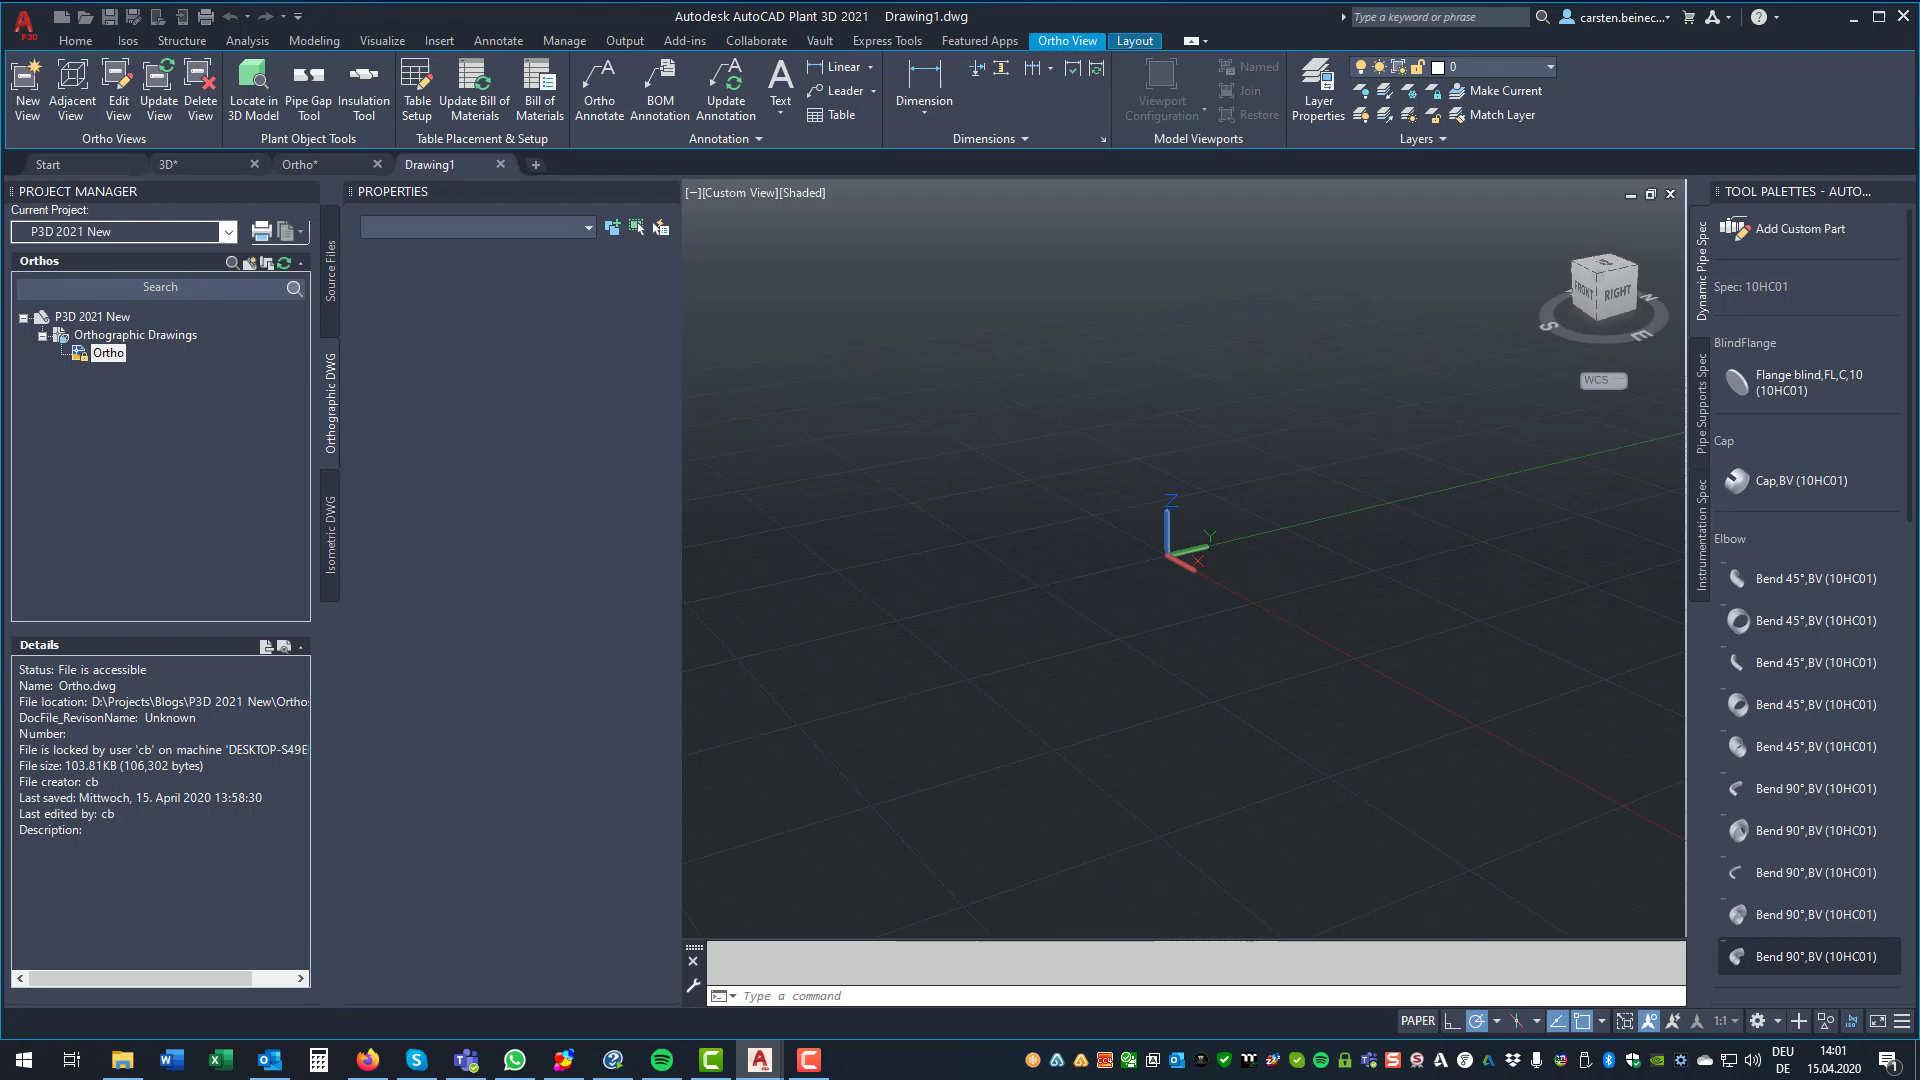 Autodesk AutoCAD Plant 3D 2021 Drawing1.dwg
Type a keyword or phrase
carsten.beinec...
P3D
Home Isos Structure Analysis Modeling Visualize Insert Annotate Manage Output Add-ins Collaborate Vault Express Tools Featured Apps Ortho View Layout
New View
Adjacent View
Edit View
Update View
Delete View
Locate in 3D Model
Pipe Gap Tool
Insulation Tool
Table Setup
Update Bill of Materials
Bill of Materials
Ortho Annotate
BOM Annotation
Update Annotation
Text
Linear
Leader
Table
Dimension
Viewport Configuration
Named
Join
Restore
Layer Properties
0
Make Current
Match Layer
Ortho Views Plant Object Tools Table Placement & Setup Annotation Dimensions Model Viewports Layers
Start 3D* Ortho* Drawing1
PROJECT MANAGER
Current Project:
P3D 2021 New
Orthos
Search
P3D 2021 New
Orthographic Drawings
Ortho
Source Files
Orthographic DWG
Isometric DWG
Details
Status: File is accessible
Name: Ortho.dwg
File location: D:\Projects\Blogs\P3D 2021 New\Ortho
DocFile_RevisonName: Unknown
Number:
File is locked by user 'cb' on machine 'DESKTOP-S49E
File size: 103.81KB (106,302 bytes)
File creator: cb
Last saved: Mittwoch, 15. April 2020 13:58:30
Last edited by: cb
Description:
PROPERTIES
[−][Custom View][Shaded]
FRONT RIGHT
S E
WCS
Z
Y
X
Type a command
TOOL PALETTES - AUTO...
Dynamic Pipe Spec
Pipe Supports Spec
Instrumentation Spec
Add Custom Part
Spec: 10HC01
BlindFlange
Flange blind,FL,C,10 (10HC01)
Cap
Cap,BV (10HC01)
Elbow
Bend 45°,BV (10HC01)
Bend 45°,BV (10HC01)
Bend 45°,BV (10HC01)
Bend 45°,BV (10HC01)
Bend 45°,BV (10HC01)
Bend 90°,BV (10HC01)
Bend 90°,BV (10HC01)
Bend 90°,BV (10HC01)
Bend 90°,BV (10HC01)
Bend 90°,BV (10HC01)
PAPER
1:1
DEU
DE
14:01
15.04.2020